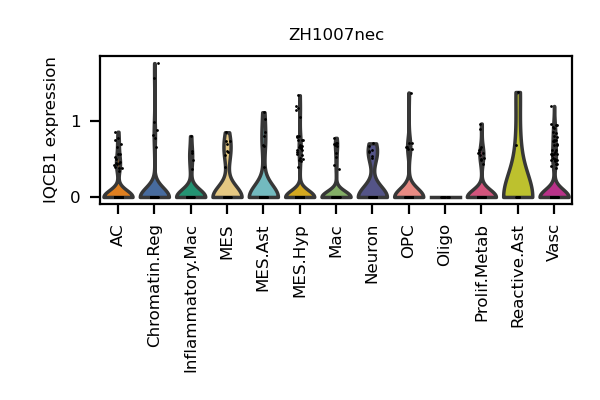 ZH1007nec
IQCB1 expression
1
0
AC
Chromatin.Reg
Inflammatory.Mac
MES
MES.Ast
MES.Hyp
Mac
Neuron
OPC
Oligo
Prolif.Metab
Reactive.Ast
Vasc